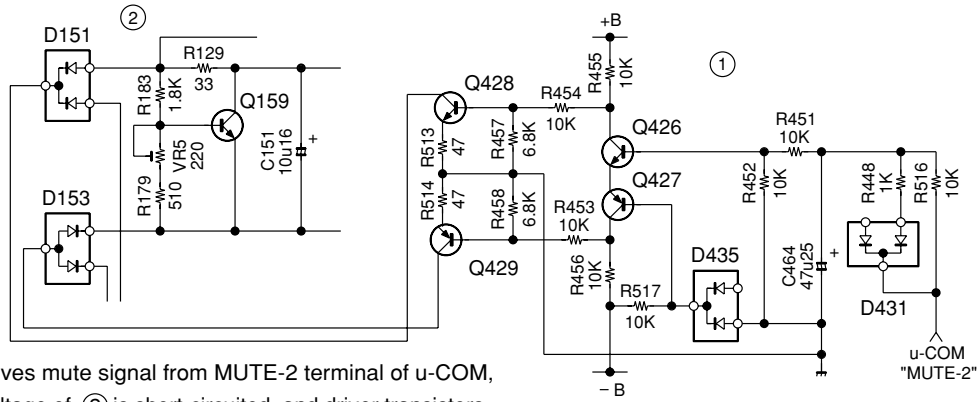 ②
D151
R129
33
R183
1.8K
Q159
VR5
220
C151
10u16
+
R179
510
D153
Q428
R513
47
R457
6.8K
R454
10K
+B
R455
10K
①
Q426
R451
10K
Q427
R452
10K
R448
1K
R516
10K
R514
47
R458
6.8K
R453
10K
Q429
R456
10K
D435
C464
47u25
+
R517
10K
D431
– B
u-COM
"MUTE-2"
ves mute signal from MUTE-2 terminal of u-COM,
ltage of ② is short-circuited, and driver transistors